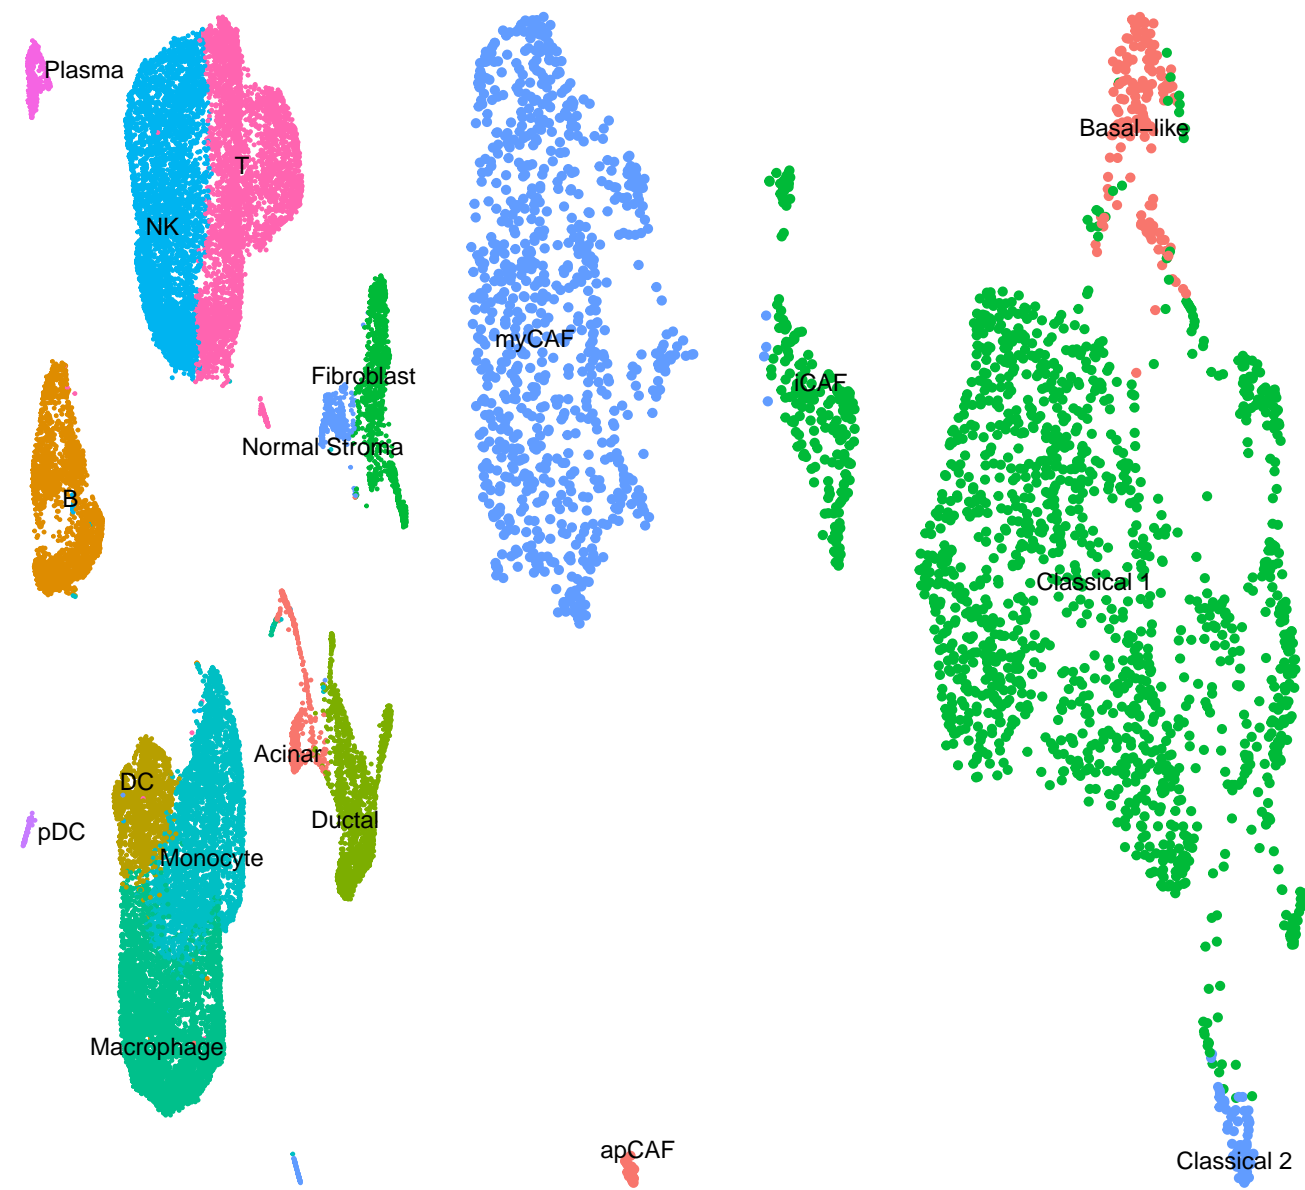 Plasma
T
NK
Fibroblast
Normal Stroma
B
Acinar
DC
Ductal
pDC
Monocyte
Macrophage
myCAF
iCAF
apCAF
Basal−like
Classical 1
Classical 2